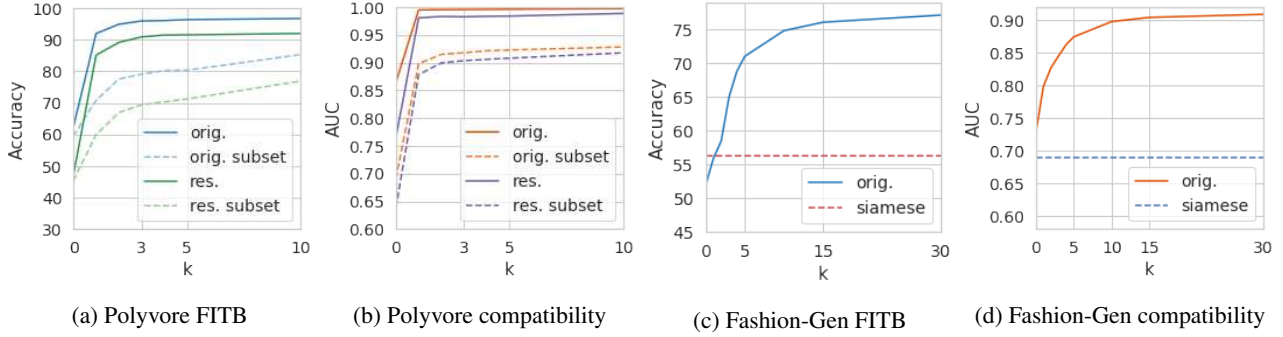 100
90
80
70
60
50
40
30
Accuracy
0
3
5
10
k
orig.
orig. subset
res.
res. subset
(a) Polyvore FITB
1.00
0.95
0.90
0.85
0.80
0.75
0.70
0.65
0.60
AUC
0
3
5
10
k
orig.
orig. subset
res.
res. subset
(b) Polyvore compatibility
75
70
65
60
55
50
45
Accuracy
0
5
15
30
k
orig.
siamese
(c) Fashion-Gen FITB
0.90
0.85
0.80
0.75
0.70
0.65
0.60
AUC
0
5
10
15
30
k
orig.
siamese
(d) Fashion-Gen compatibility